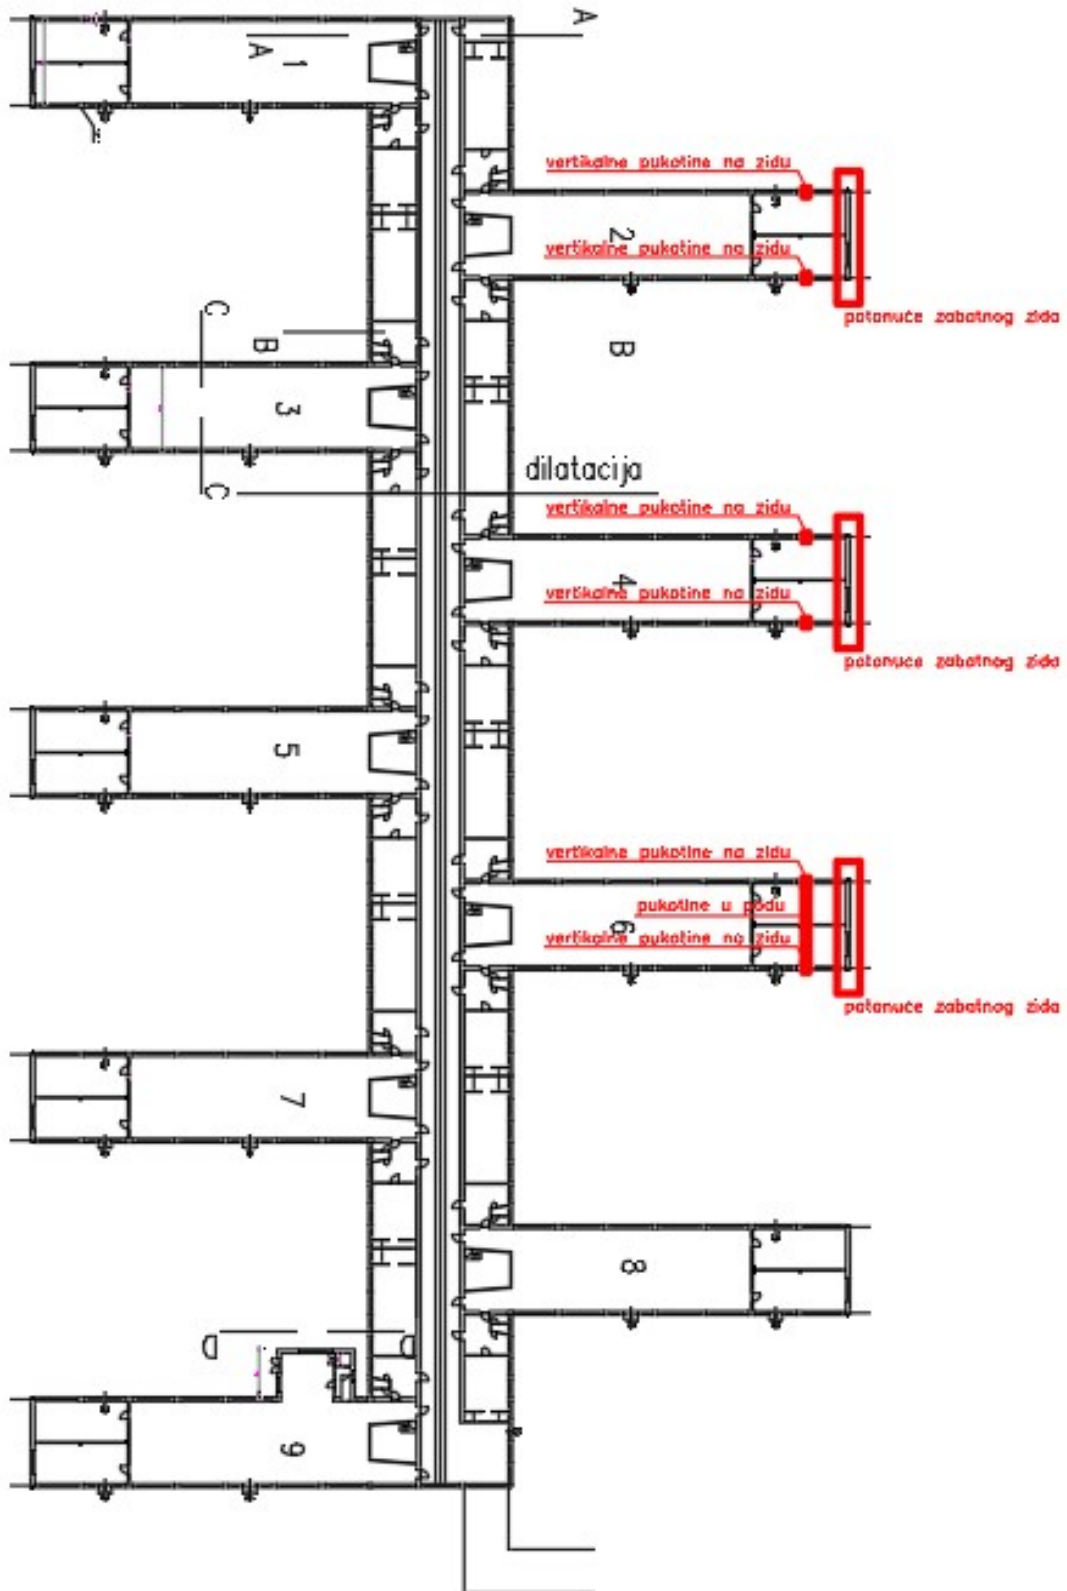 A
A
1
vertikalne pukotine na zidu
2
vertikalne pukotine na zidu
potonuće zabatnog zida
C
B
B
3
dilatacija
C
vertikalne pukotine na zidu
4
vertikalne pukotine na zidu
potonuće zabatnog zida
5
vertikalne pukotine na zidu
pukotine u podu
6
vertikalne pukotine na zidu
potonuće zabatnog zida
7
8
D
D
9